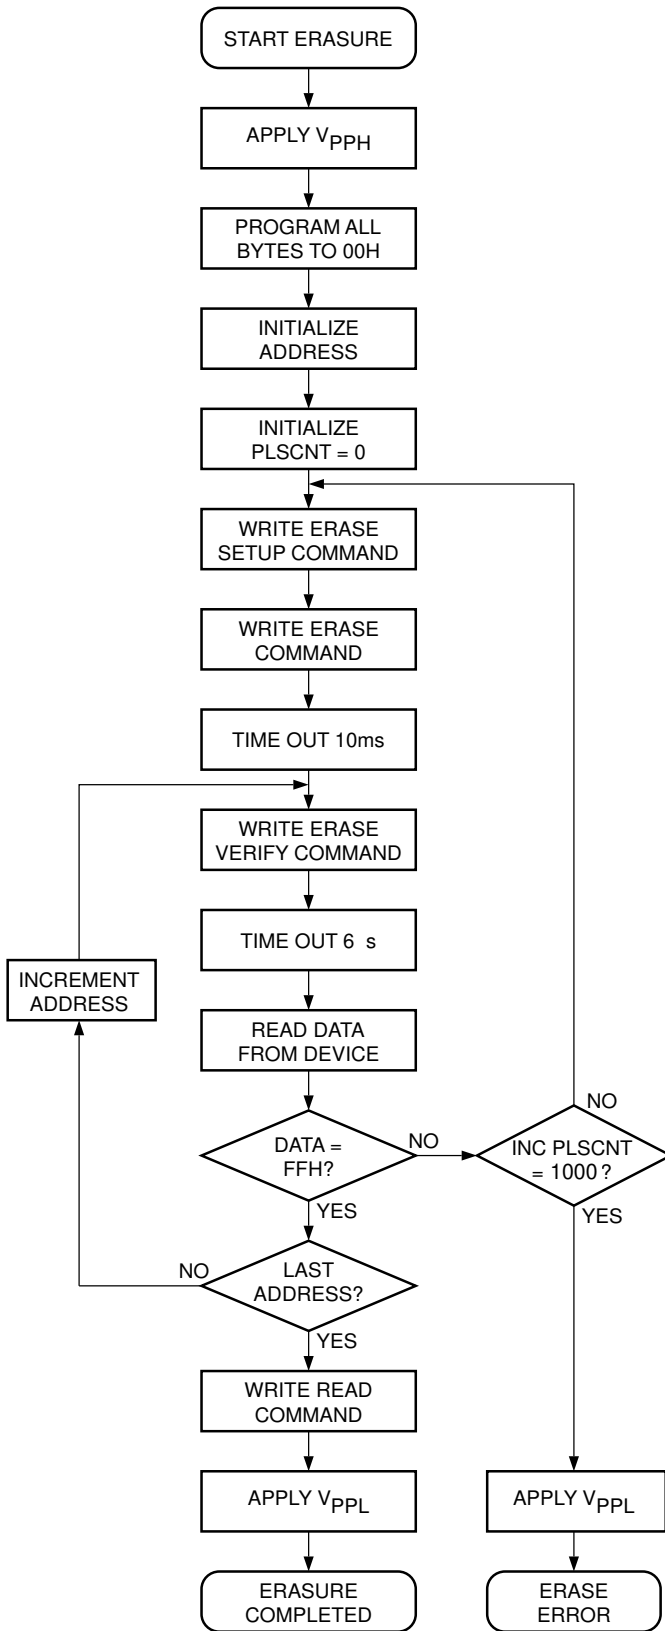 START ERASURE
APPLY VPPH
PROGRAM ALL
BYTES TO 00H
INITIALIZE
ADDRESS
INITIALIZE
PLSCNT = 0
WRITE ERASE
SETUP COMMAND
WRITE ERASE
COMMAND
TIME OUT 10ms
WRITE ERASE
VERIFY COMMAND
TIME OUT 6 s
INCREMENT
ADDRESS
READ DATA
FROM DEVICE
DATA =
FFH?
NO
INC PLSCNT
= 1000 ?
NO
YES
YES
LAST
ADDRESS?
NO
YES
WRITE READ
COMMAND
APPLY VPPL
APPLY VPPL
ERASURE
COMPLETED
ERASE
ERROR